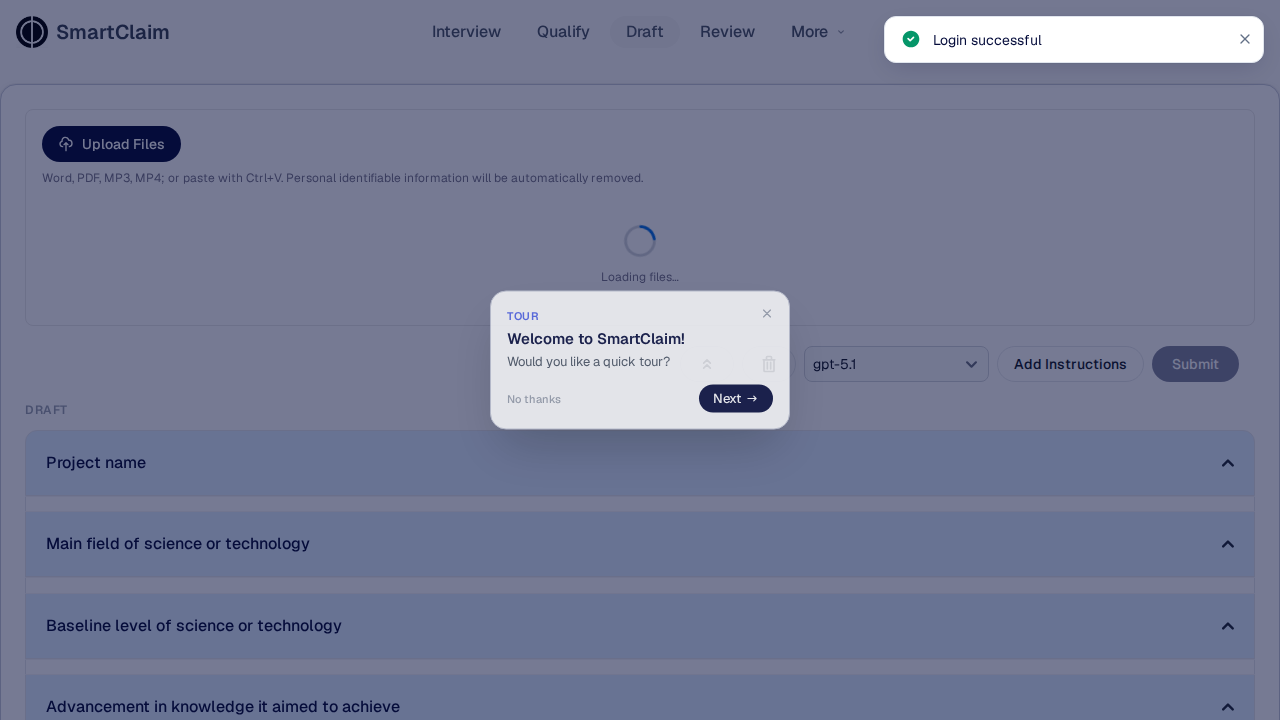 SmartClaim
Interview
Qualify
Draft
Review
More
Login successful
Upload Files
Word, PDF, MP3, MP4; or paste with Ctrl+V. Personal identifiable information will be automatically removed.
Loading files...
TOUR
Welcome to SmartClaim!
Would you like a quick tour?
No thanks
Next →
gpt-5.1
Add Instructions
Submit
DRAFT
Project name
Main field of science or technology
Baseline level of science or technology
Advancement in knowledge it aimed to achieve